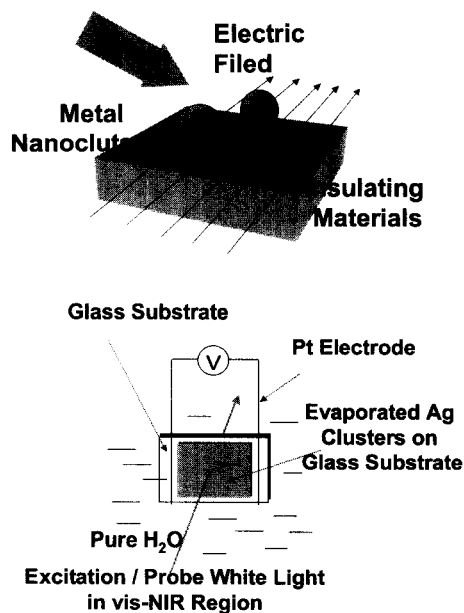 Electric
Filed
Metal
Nanoclute
sulating
Materials
Glass Substrate
V
Pt Electrode
Evaporated Ag
Clusters on
Glass Substrate
Pure H₂O
Excitation / Probe White Light
in vis-NIR Region